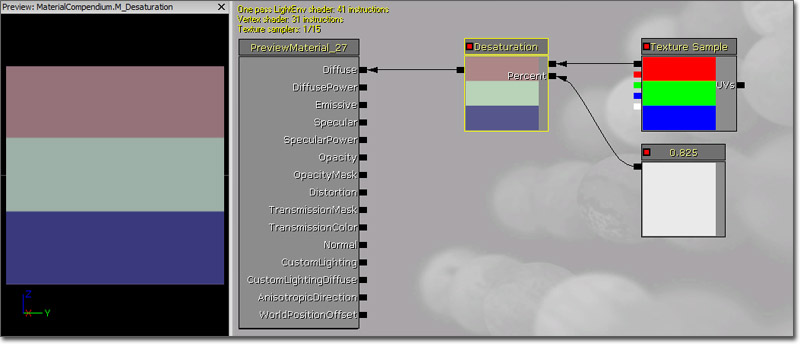 Preview: MaterialCompendium.M_Desaturation
One pass LightEnv shader: 41 instructions
Vertex shader: 31 instructions
Texture samplers: 1/15
PreviewMaterial_27
Diffuse
DiffusePower
Emissive
Specular
SpecularPower
Opacity
OpacityMask
Distortion
TransmissionMask
TransmissionColor
Normal
CustomLighting
CustomLightingDiffuse
AnisotropicDirection
WorldPositionOffset
Desaturation
Percent
Texture Sample
UVs
0.825
Z
Y
X